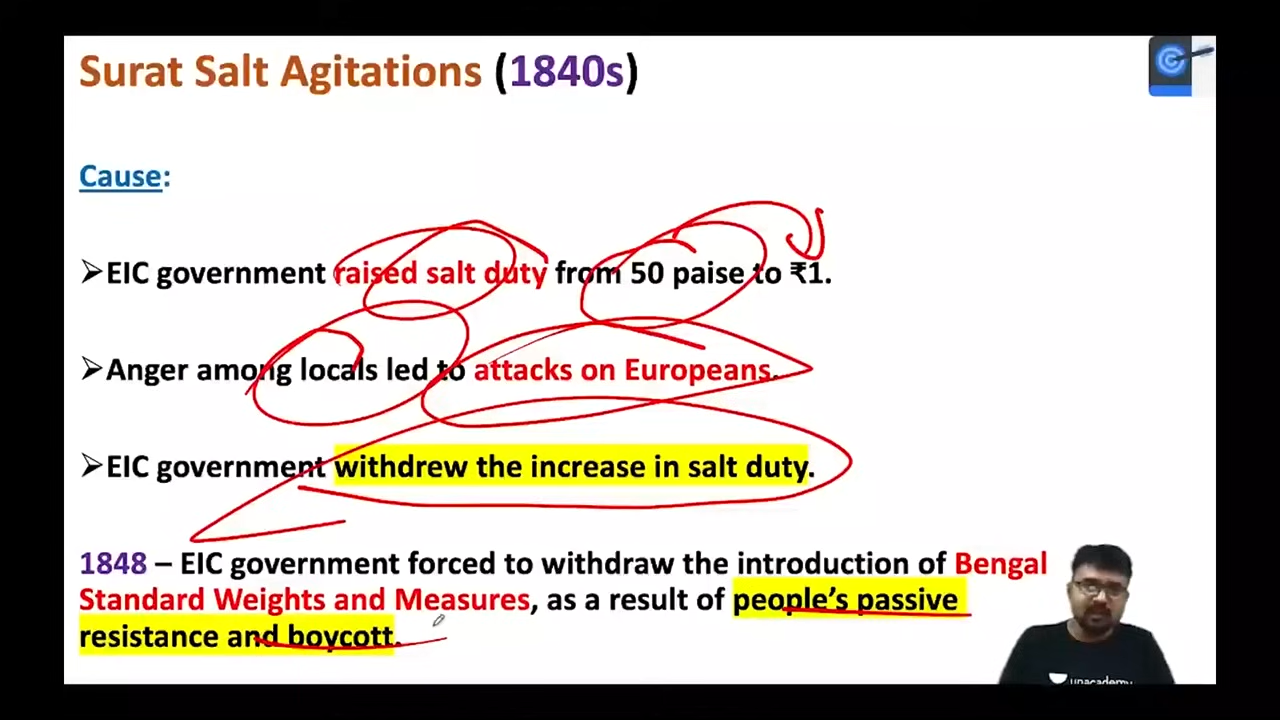 Surat Salt Agitations (1840s)
Cause:
➢EIC government raised salt duty from 50 paise to ₹1.
➢Anger among locals led to attacks on Europeans.
➢EIC government withdrew the increase in salt duty.
1848 – EIC government forced to withdraw the introduction of Bengal
Standard Weights and Measures, as a result of people’s passive
resistance and boycott.
unacademy